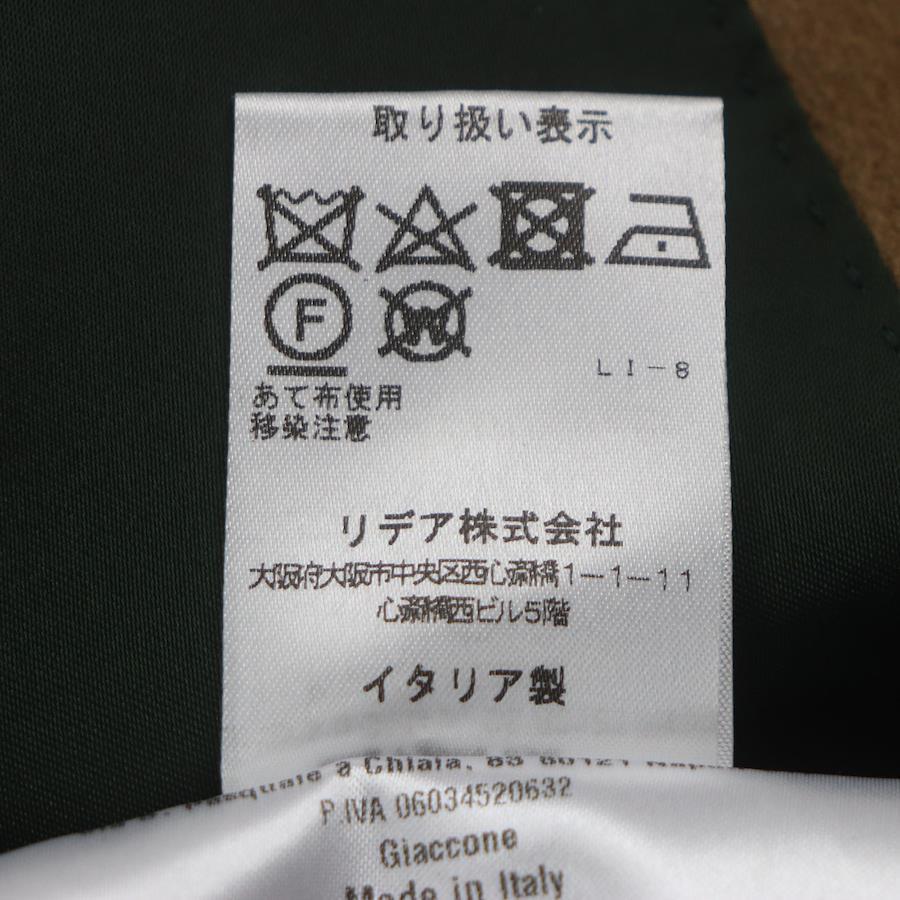 取り扱い表示
F W
LI-8
あて布使用
移染注意
リデア株式会社
大阪府大阪市中央区西心斎橋1-1-11
心斎橋西ビル5階
イタリア製
a Chiaia, 83 80121
P.IVA 06034520632
Giaccone
Made in Italy